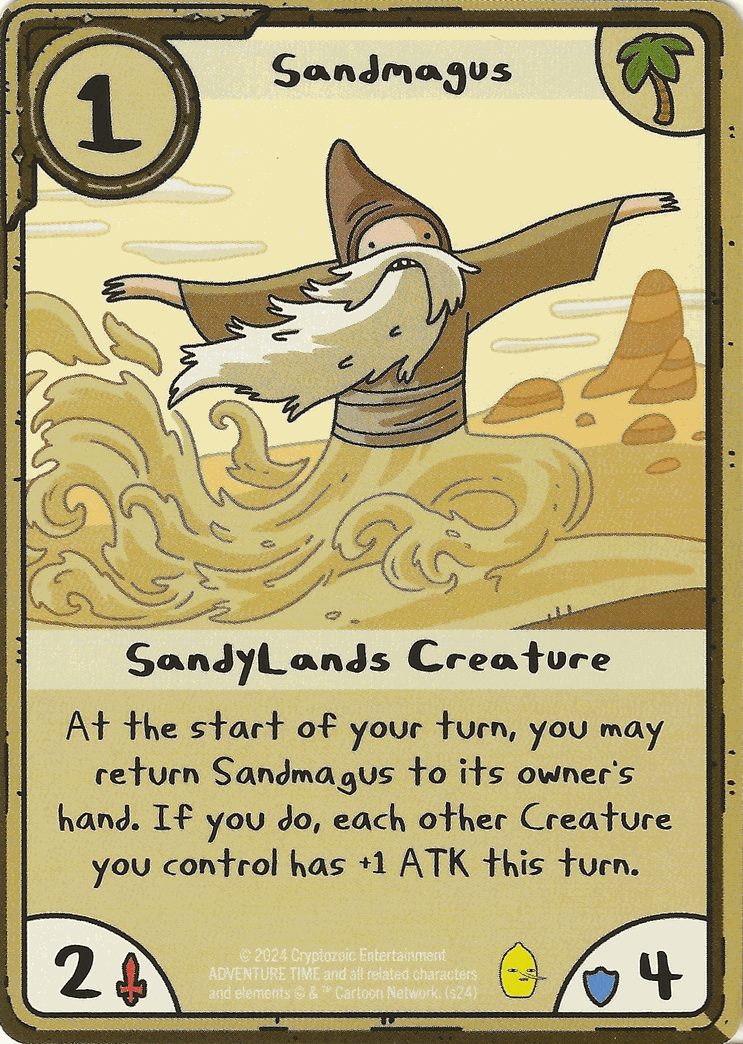 1
Sandmagus
SandyLands Creature
At the start of your turn, you may
return Sandmagus to its owner's
hand. If you do, each other Creature
you control has +1 ATK this turn.
2
© 2024 Cryptozoic Entertainment
ADVENTURE TIME and all related characters
and elements © & ™ Cartoon Network. (s24)
4